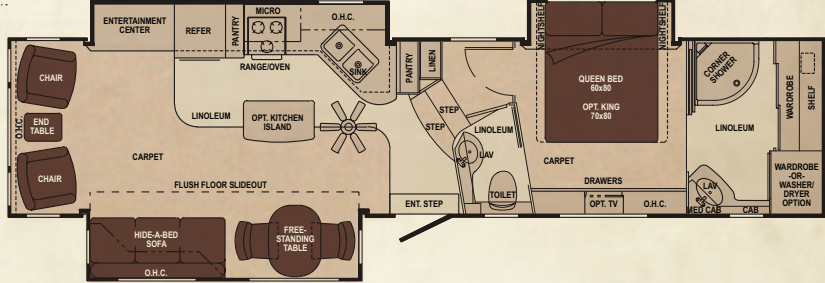 ENTERTAINMENT
CENTER
REFER
PANTRY
MICRO
RANGE/OVEN
O.H.C.
SINK
CHAIR
END
TABLE
O.H.C.
CHAIR
LINOLEUM
OPT. KITCHEN
ISLAND
CARPET
FLUSH FLOOR SLIDEOUT
HIDE-A-BED
SOFA
O.H.C.
FREE-
STANDING
TABLE
PANTRY
LINEN
STEP
STEP
LINOLEUM
LAV
TOILET
ENT. STEP
NIGHTSHELF
NIGHTSHELF
QUEEN BED
60x80
OPT. KING
70x80
CARPET
DRAWERS
OPT. TV
O.H.C.
CORNER
SHOWER
LINOLEUM
WARDROBE
SHELF
LAV
MED CAB
CAB
WARDROBE
-OR-
WASHER/
DRYER
OPTION